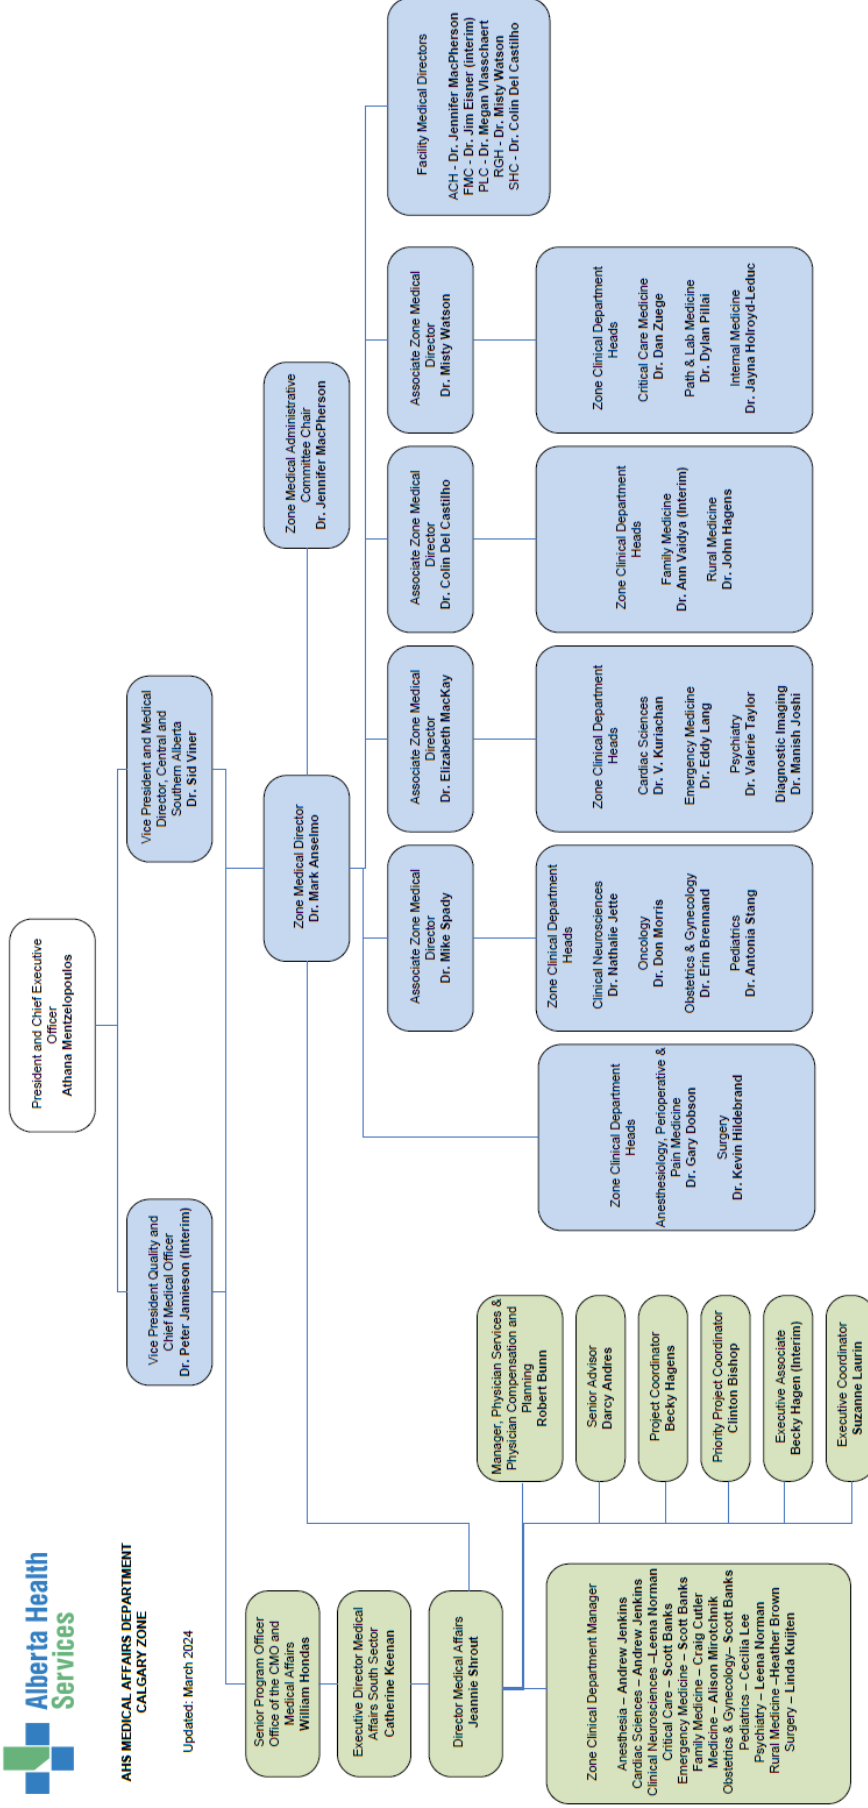 Alberta Health
Services
AHS MEDICAL AFFAIRS DEPARTMENT
CALGARY ZONE
Updated: March 2024
President and Chief Executive
Officer
Athana Mentzelopoulos
Vice President Quality and
Chief Medical Officer
Dr. Peter Jamieson (Interim)
Vice President and Medical
Director, Central and
Southern Alberta
Dr. Sid Viner
Senior Program Officer
Office of the CMO and
Medical Affairs
William Hondas
Zone Medical Director
Dr. Mark Anselmo
Zone Medical Administrative
Committee Chair
Dr. Jennifer MacPherson
Executive Director Medical
Affairs South Sector
Catherine Keenan
Director Medical Affairs
Jeannie Shrout
Associate Zone Medical
Director
Dr. Mike Spady
Associate Zone Medical
Director
Dr. Elizabeth MacKay
Associate Zone Medical
Director
Dr. Colin Del Castilho
Associate Zone Medical
Director
Dr. Misty Watson
Facility Medical Directors
ACH - Dr. Jennifer MacPherson
FMC - Dr. Jim Eisner (interim)
PLC - Dr. Megan Vlasschaert
RGH - Dr. Misty Watson
SHC - Dr. Colin Del Castilho
Manager, Physician Services &
Physician Compensation and
Planning
Robert Bunn
Senior Advisor
Darcy Andres
Project Coordinator
Becky Hagens
Priority Project Coordinator
Clinton Bishop
Executive Associate
Becky Hagen (Interim)
Executive Coordinator
Suzanne Laurin
Zone Clinical Department Manager
Anesthesia – Andrew Jenkins
Cardiac Sciences – Andrew Jenkins
Clinical Neurosciences –Leena Norman
Critical Care – Scott Banks
Emergency Medicine – Scott Banks
Family Medicine – Craig Cutler
Medicine – Alison Mirotchnik
Obstetrics & Gynecology– Scott Banks
Pediatrics – Cecilia Lee
Psychiatry – Leena Norman
Rural Medicine –Heather Brown
Surgery – Linda Kuijten
Zone Clinical Department
Heads
Anesthesiology, Perioperative &
Pain Medicine
Dr. Gary Dobson
Surgery
Dr. Kevin Hildebrand
Zone Clinical Department
Heads
Clinical Neurosciences
Dr. Nathalie Jette
Oncology
Dr. Don Morris
Obstetrics & Gynecology
Dr. Erin Brennand
Pediatrics
Dr. Antonia Stang
Zone Clinical Department
Heads
Cardiac Sciences
Dr. V. Kuriachan
Emergency Medicine
Dr. Eddy Lang
Psychiatry
Dr. Valerie Taylor
Diagnostic Imaging
Dr. Manish Joshi
Zone Clinical Department
Heads
Family Medicine
Dr. Ann Vaidya (Interim)
Rural Medicine
Dr. John Hagens
Zone Clinical Department
Heads
Critical Care Medicine
Dr. Dan Zuege
Path & Lab Medicine
Dr. Dylan Pillai
Internal Medicine
Dr. Jayna Holroyd-Leduc